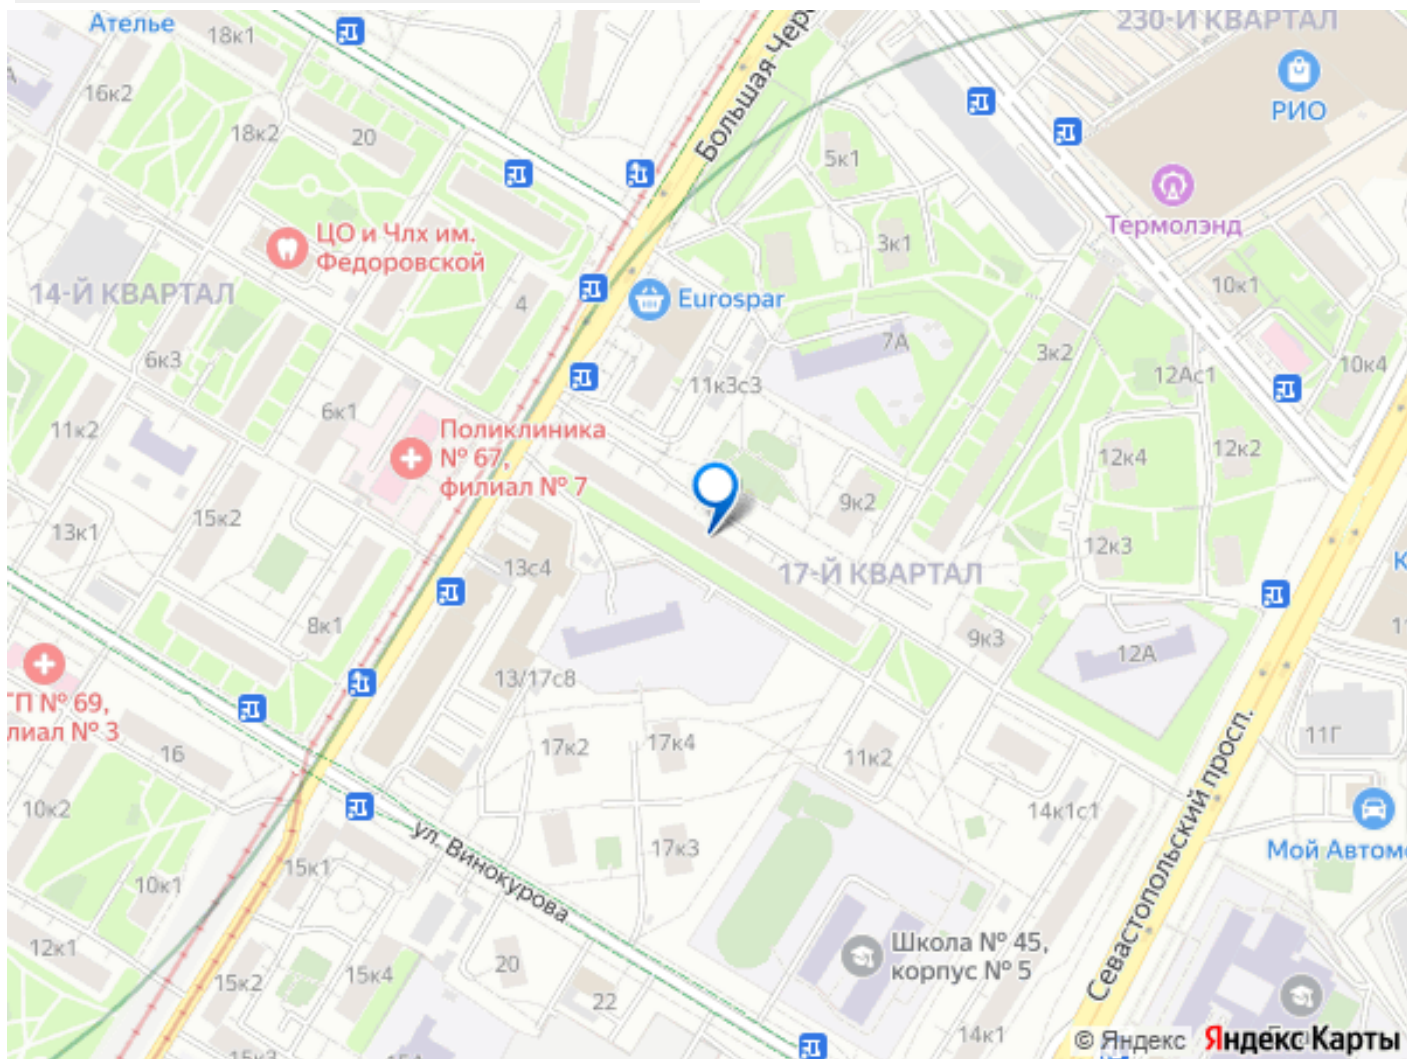 Ателье
18к1
230-Й КВАРТАЛ
16к2
18к2
20
Большая Чер
РИО
5к1
Термолэнд
ЦО и Члх им.
Федоровской
3к1
14-Й КВАРТАЛ
4
Eurospar
10к1
6к3
7А
3к2
10к4
12Ас1
11к3с3
6к1
11к2
Поликлиника
№ 67,
филиал № 7
12к4
12к2
9к2
15к2
13к1
12к3
13с4
17-Й КВАРТАЛ
К
8к1
9к3
11
12А
ГП № 69,
лиал № 3
13/17с8
16
17к2
17к4
11к2
11Г
Севастопольский просп.
10к2
14к1с1
ул. Винокурова
17к3
Мой Автом
15к1
10к1
12к1
Школа № 45,
корпус № 5
15к2
15к4
20
22
14к1
15к3
15А
© Яндекс
Яндекс Карты